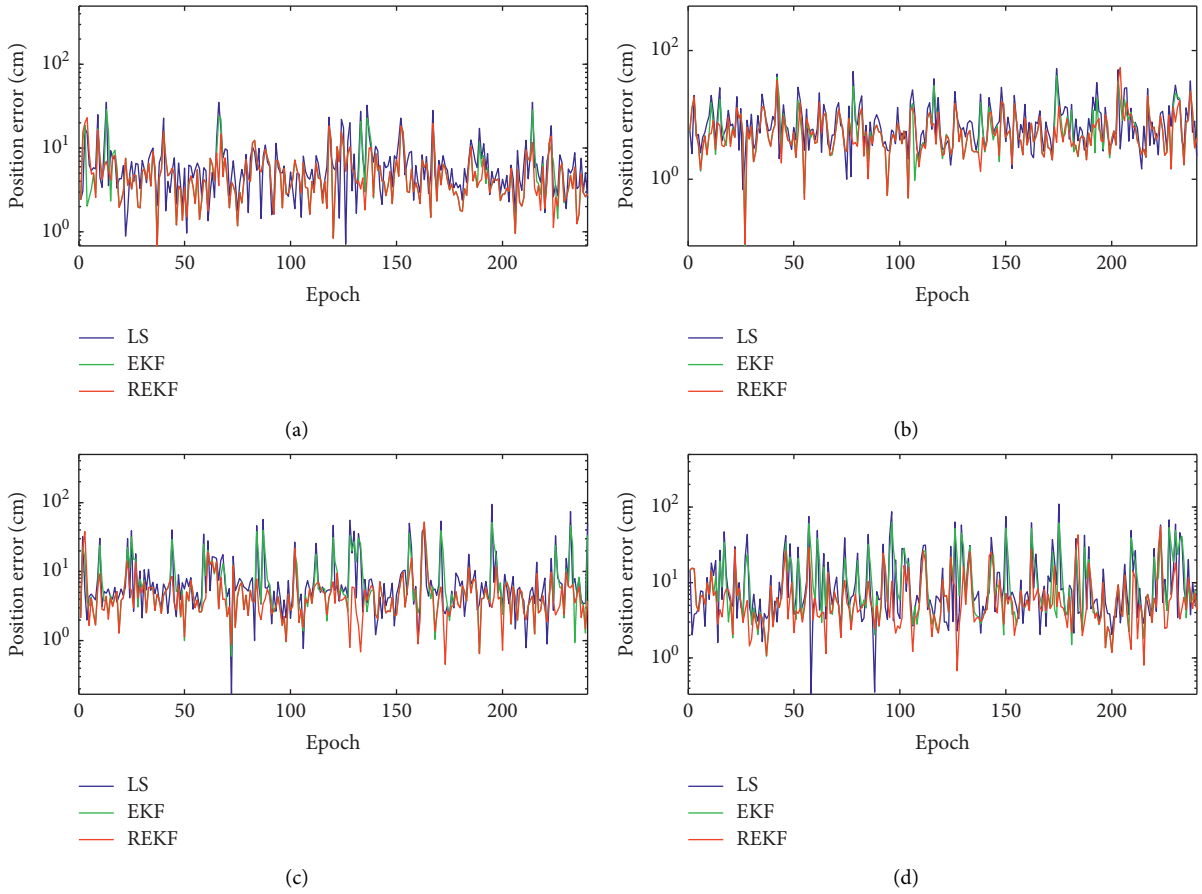 Position error (cm)
10^2
10^1
10^0
0 50 100 150 200
Epoch
LS
EKF
REKF
(a)
Position error (cm)
10^2
10^0
0 50 100 150 200
Epoch
LS
EKF
REKF
(b)
Position error (cm)
10^2
10^1
10^0
0 50 100 150 200
Epoch
LS
EKF
REKF
(c)
Position error (cm)
10^2
10^1
10^0
0 50 100 150 200
Epoch
LS
EKF
REKF
(d)